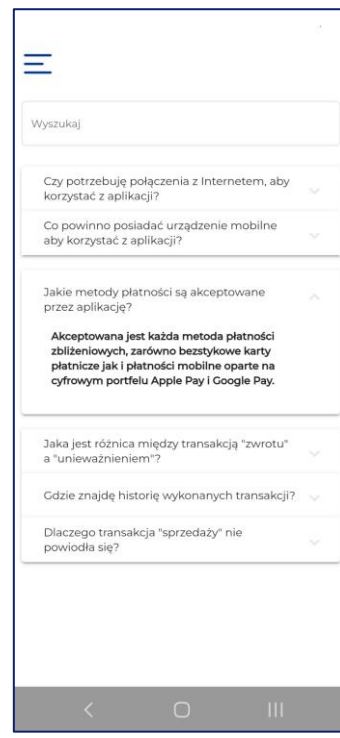 Wyszukaj
Czy potrzebuję połączenia z Internetem, aby
korzystać z aplikacji?
Co powinno posiadać urządzenie mobilne
aby korzystać z aplikacji?
Jakie metody płatności są akceptowane
przez aplikację?
Akceptowana jest każda metoda płatności
zbliżeniowych, zarówno bezstykowe karty
płatnicze jak i płatności mobilne oparte na
cyfrowym portfelu Apple Pay i Google Pay.
Jaka jest różnica między transakcją "zwrotu"
a "unieważnieniem"?
Gdzie znajdę historię wykonanych transakcji?
Dlaczego transakcja "sprzedaży" nie
powiodła się?